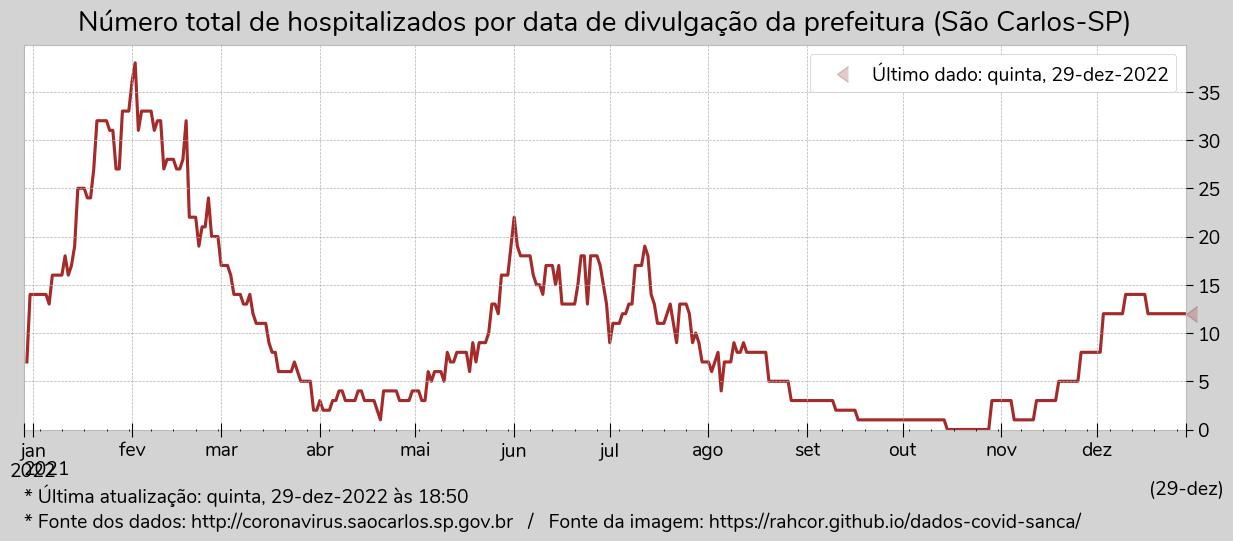 Número total de hospitalizados por data de divulgação da prefeitura (São Carlos-SP)
Último dado: quinta, 29-dez-2022
35
30
25
20
15
10
5
0
jan fev mar abr mai jun jul ago set out nov dez
2021
2022
(29-dez)
* Última atualização: quinta, 29-dez-2022 às 18:50
* Fonte dos dados: http://coronavirus.saocarlos.sp.gov.br / Fonte da imagem: https://rahcor.github.io/dados-covid-sanca/